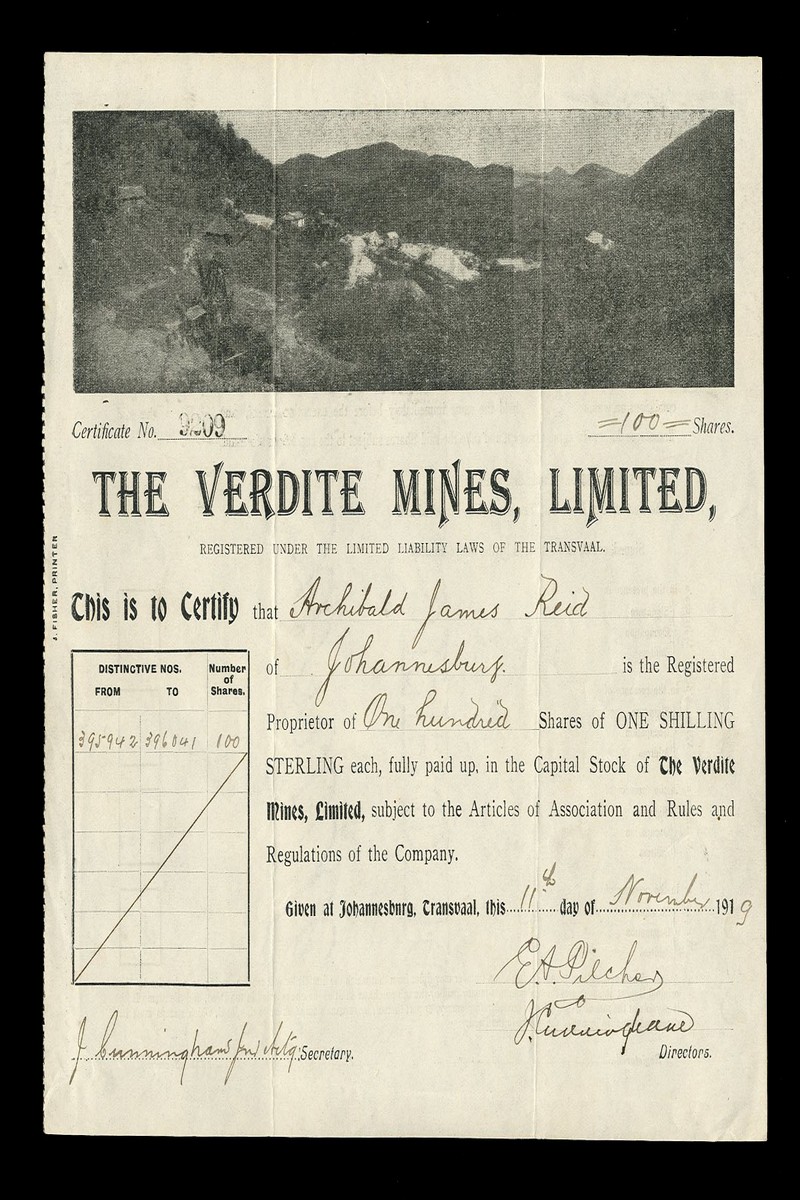 Certificate No. 9209
=100= Shares.
THE VERDITE MINES, LIMITED,
REGISTERED UNDER THE LIMITED LIABILITY LAWS OF THE TRANSVAAL.
This is to Certify that Archibald James Reid
of Johannesburg. is the Registered
Proprietor of One hundred Shares of ONE SHILLING
STERLING each, fully paid up, in the Capital Stock of The Verdite
Mines, Limited, subject to the Articles of Association and Rules and
Regulations of the Company.
Given at Johannesbnrg, Transvaal, this 11th day of November 1919
DISTINCTIVE NOS.
FROM TO
Number of Shares.
395942 396041 100
E.A. Pilcher
J. Cunningham
Directors.
J. Cunningham junr Actg. Secretary.
J. FISHER, PRINTER